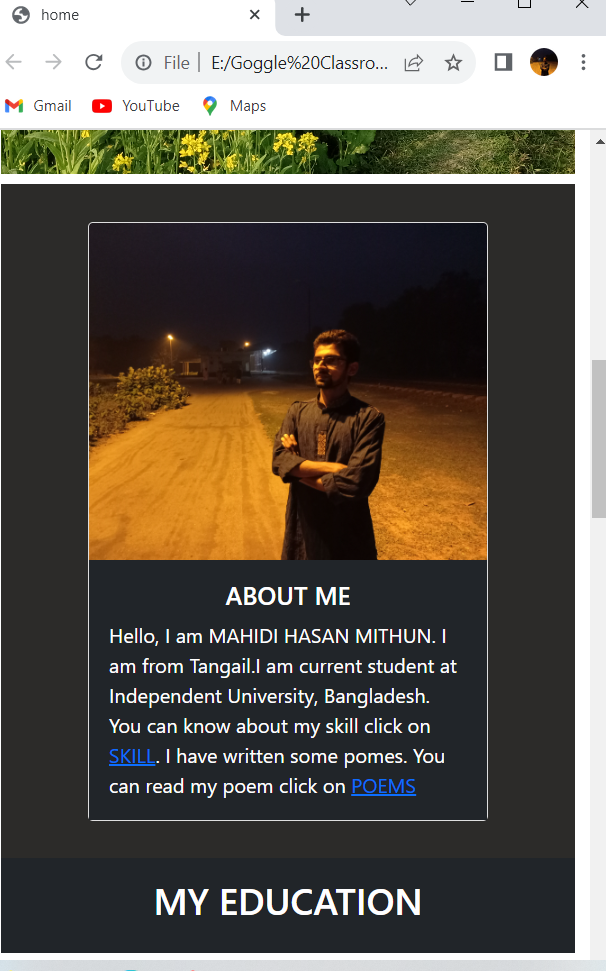 home
File
E:/Goggle%20Classro...
Gmail
YouTube
Maps
ABOUT ME
Hello, I am MAHIDI HASAN MITHUN. I
am from Tangail.I am current student at
Independent University, Bangladesh.
You can know about my skill click on
SKILL. I have written some pomes. You
can read my poem click on POEMS
MY EDUCATION